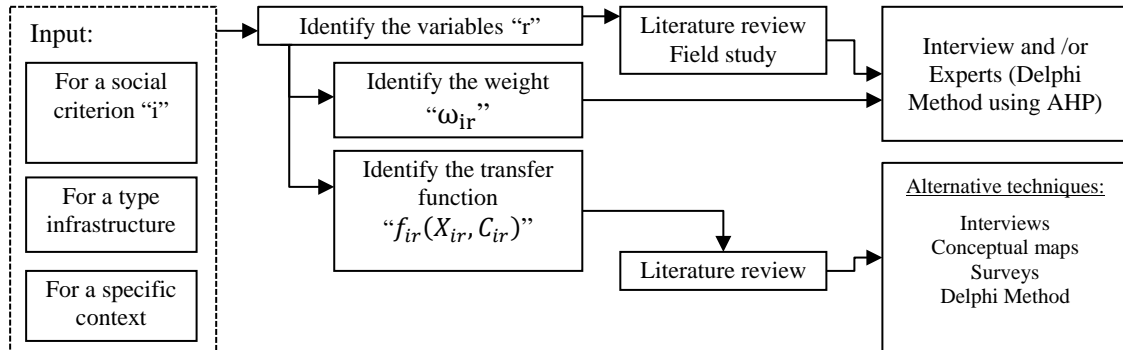 Input:
For a social
criterion “i”
For a type
infrastructure
For a specific
context
Identify the variables “r”
Identify the weight
“ωir”
Identify the transfer
function
“fir(Xir, Cir)”
Literature review
Field study
Literature review
Interview and /or
Experts (Delphi
Method using AHP)
Alternative techniques:
Interviews
Conceptual maps
Surveys
Delphi Method